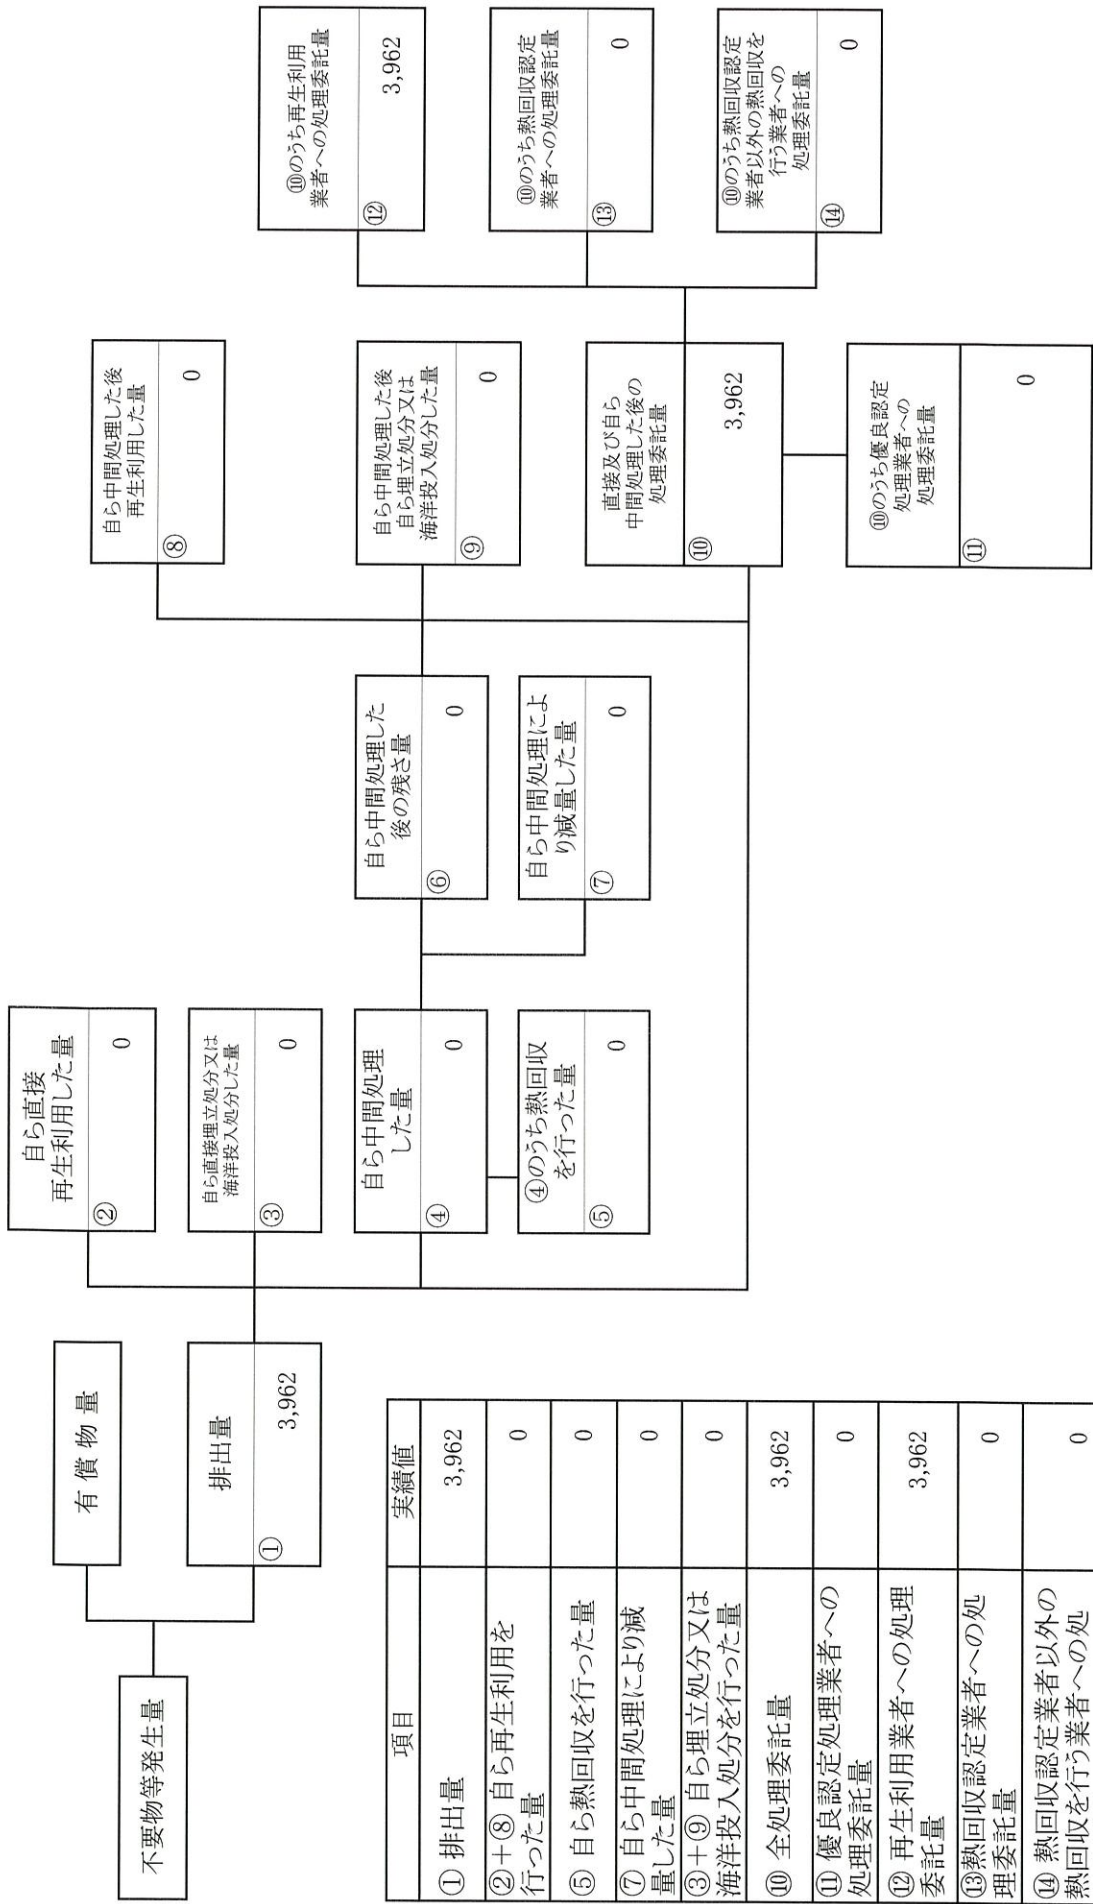 不要物等発生量
有 償 物 量
排出量
①
3,962
自ら直接
再生利用した量
②
0
自ら直接埋立処分又は
海洋投入処分した量
③
0
自ら中間処理
した量
④
0
④のうち熱回収
を行った量
⑤
0
自ら中間処理した
後の残さ量
⑥
0
自ら中間処理によ
り減量した量
⑦
0
自ら中間処理した後
再生利用した量
⑧
0
自ら中間処理した後
自ら埋立処分又は
海洋投入処分した量
⑨
0
直接及び自ら
中間処理した後の
処理委託量
⑩
3,962
⑩のうち優良認定
処理業者への
処理委託量
⑪
0
⑩のうち再生利用
業者への処理委託量
⑫
3,962
⑩のうち熱回収認定
業者への処理委託量
⑬
0
⑩のうち熱回収認定
業者以外の熱回収を
行う業者への
処理委託量
⑭
0
項目 実績値
① 排出量 3,962
②+⑧ 自ら再生利用を
行った量 0
⑤ 自ら熱回収を行った量 0
⑦ 自ら中間処理により減
量した量 0
③+⑨ 自ら埋立処分又は
海洋投入処分を行った量 0
⑩ 全処理委託量 3,962
⑪ 優良認定処理業者への
処理委託量 0
⑫ 再生利用業者への処理
委託量 3,962
⑬熱回収認定業者への処
理委託量 0
⑭ 熱回収認定業者以外の
熱回収を行う業者への処 0